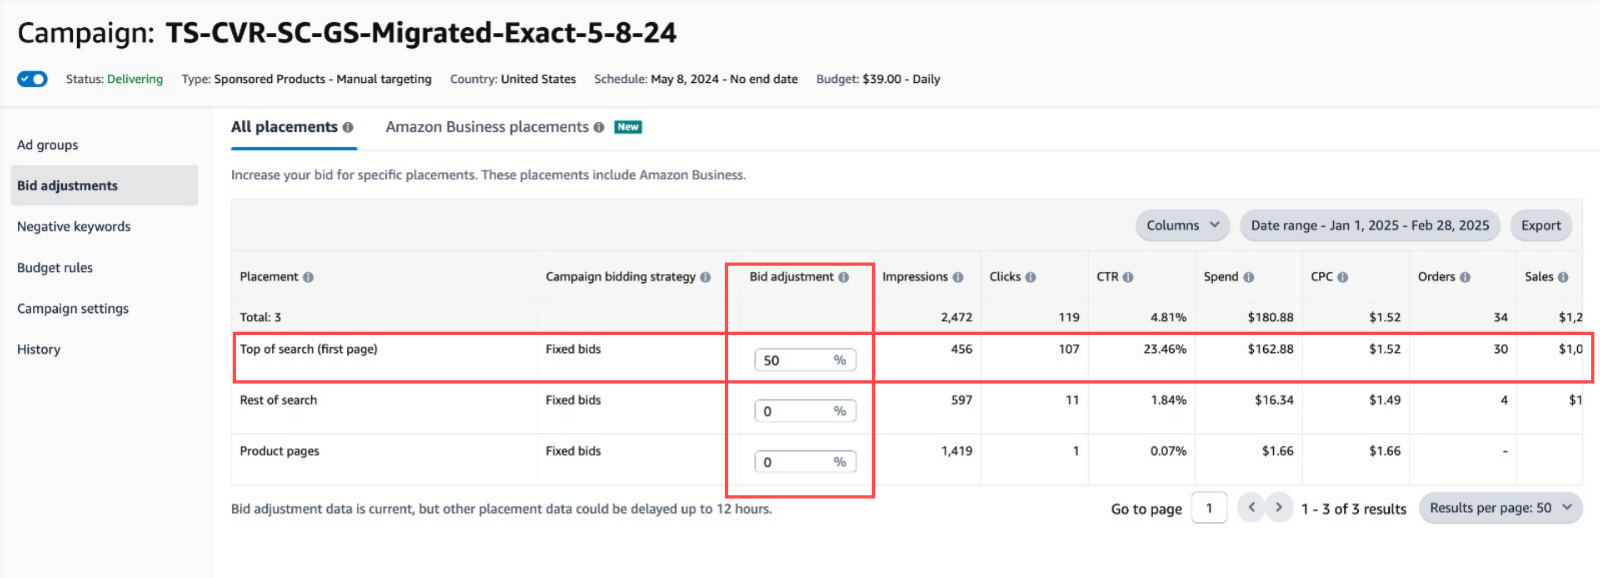 Campaign: TS-CVR-SC-GS-Migrated-Exact-5-8-24
Status: Delivering Type: Sponsored Products - Manual targeting Country: United States Schedule: May 8, 2024 - No end date Budget: $39.00 - Daily
Ad groups
Bid adjustments
Negative keywords
Budget rules
Campaign settings
History
All placements Amazon Business placements New
Increase your bid for specific placements. These placements include Amazon Business.
Columns Date range - Jan 1, 2025 - Feb 28, 2025 Export
Placement Campaign bidding strategy Bid adjustment Impressions Clicks CTR Spend CPC Orders Sales
Total: 3 2,472 119 4.81% $180.88 $1.52 34 $1,2
Top of search (first page) Fixed bids 50 % 456 107 23.46% $162.88 $1.52 30 $1,0
Rest of search Fixed bids 0 % 597 11 1.84% $16.34 $1.49 4 $1
Product pages Fixed bids 0 % 1,419 1 0.07% $1.66 $1.66 -
Bid adjustment data is current, but other placement data could be delayed up to 12 hours.
Go to page 1 1 - 3 of 3 results Results per page: 50